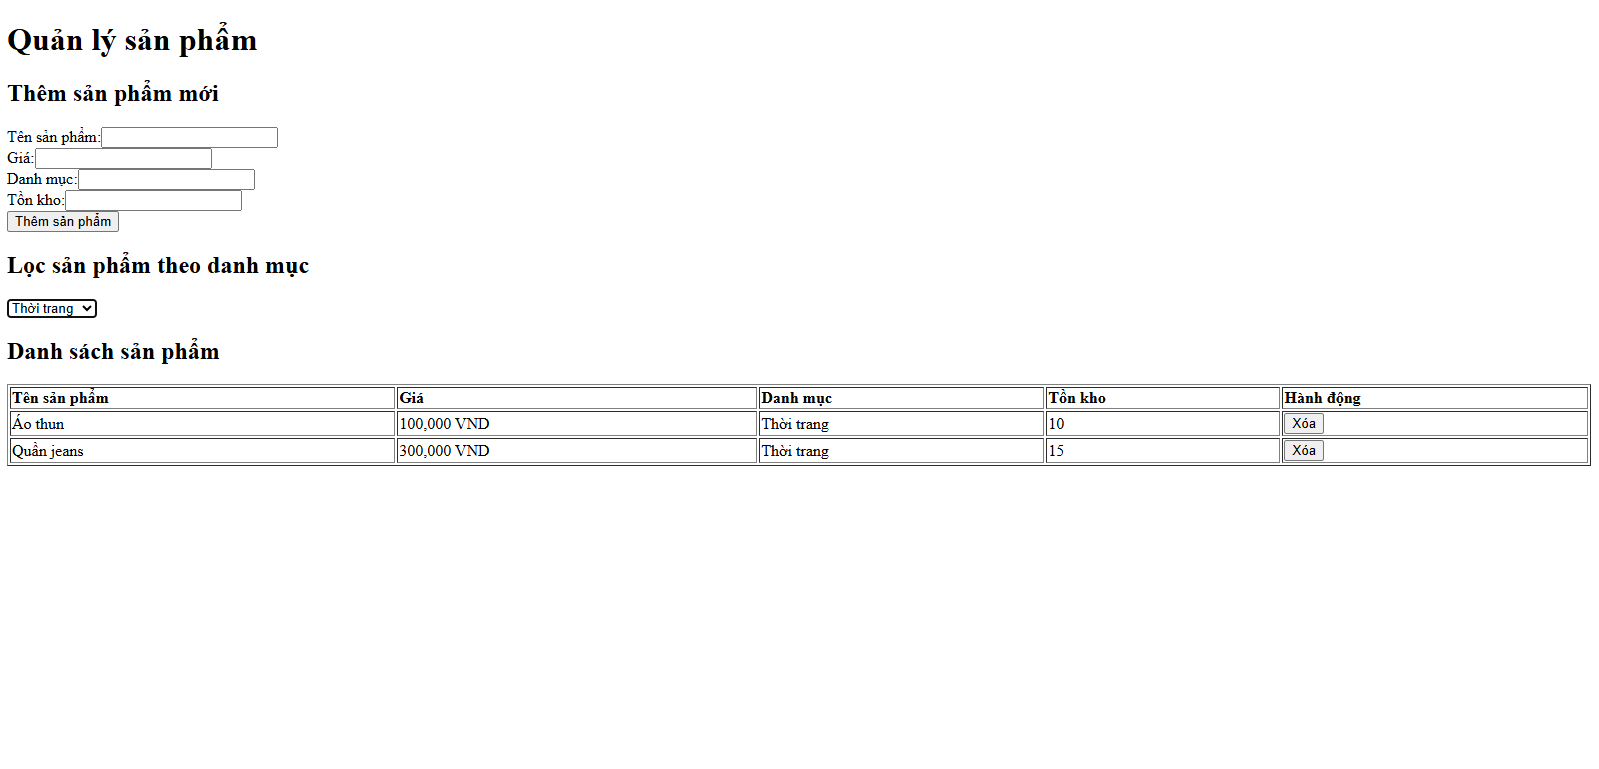 Quản lý sản phẩm
Thêm sản phẩm mới
Tên sản phẩm:
Giá:
Danh mục:
Tồn kho:
Thêm sản phẩm
Lọc sản phẩm theo danh mục
Thời trang
Danh sách sản phẩm
Tên sản phẩm Giá Danh mục Tồn kho Hành động
Áo thun 100,000 VND Thời trang 10 Xóa
Quần jeans 300,000 VND Thời trang 15 Xóa